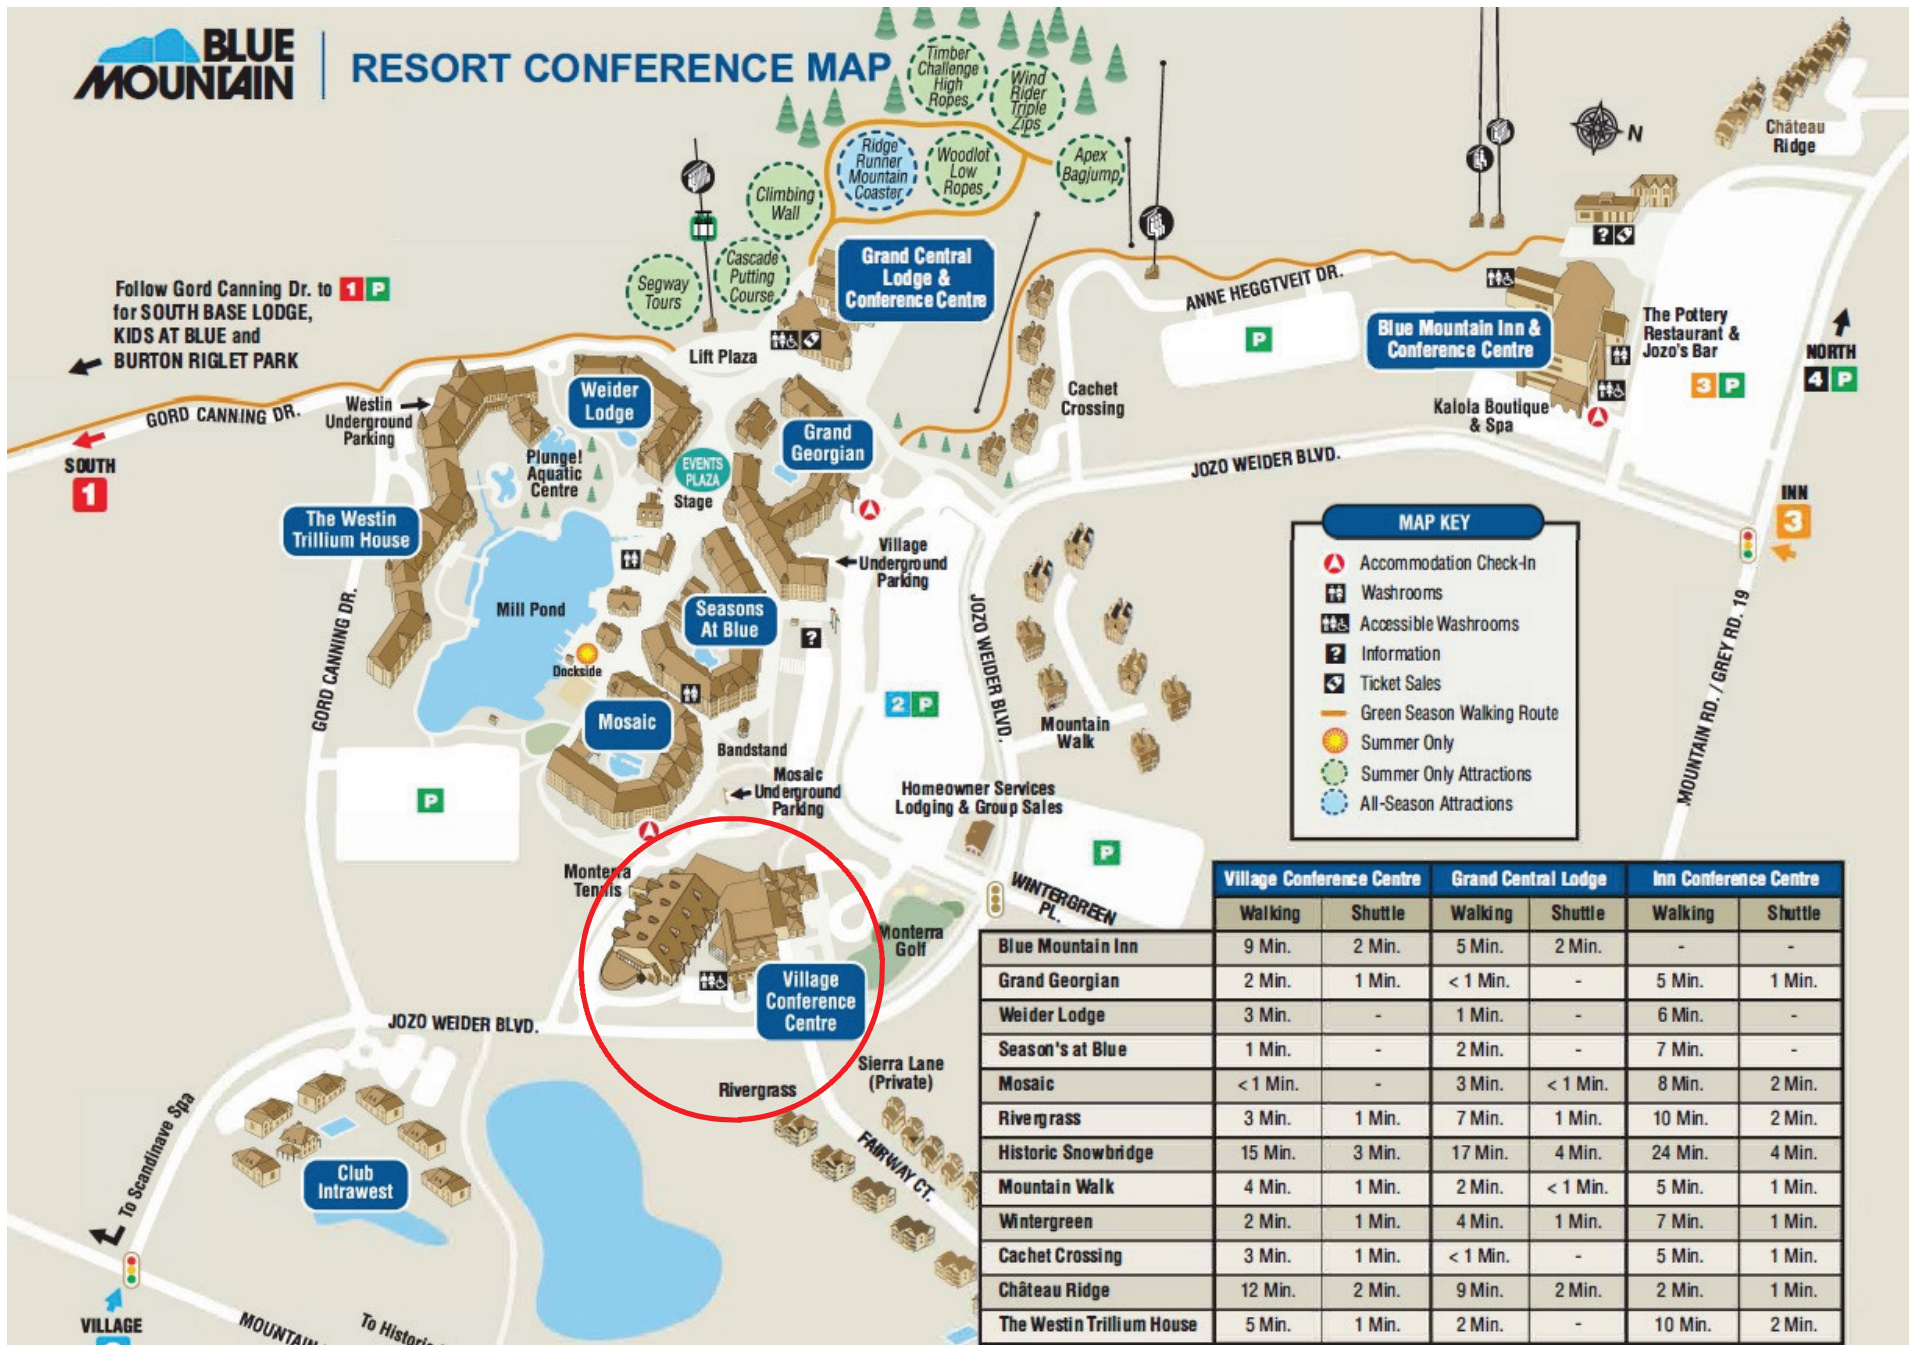 BLUE
MOUNTAIN
RESORT CONFERENCE MAP
Timber
Challenge
High
Ropes
Wind
Rider
Triple
Zips
Ridge
Runner
Mountain
Coaster
Woodlot
Low
Ropes
Apex
Bagjump
Climbing
Wall
Cascade
Putting
Course
Segway
Tours
N
Château
Ridge
Grand Central
Lodge &
Conference Centre
Follow Gord Canning Dr. to 1 P
for SOUTH BASE LODGE,
KIDS AT BLUE and
BURTON RIGLET PARK
GORD CANNING DR.
SOUTH
1
Westin
Underground
Parking
Weider
Lodge
Lift Plaza
Plunge!
Aquatic
Centre
EVENTS
PLAZA
Stage
Grand
Georgian
Cachet
Crossing
ANNE HEGGTVEIT DR.
P
Blue Mountain Inn &
Conference Centre
?
The Pottery
Restaurant &
Jozo's Bar
3 P
NORTH
4 P
Kalola Boutique
& Spa
JOZO WEIDER BLVD.
INN
3
The Westin
Trillium House
Mill Pond
Village
Underground
Parking
Seasons
At Blue
?
Dockside
Mosaic
Bandstand
2 P
JOZO WEIDER BLVD.
Mountain
Walk
GORD CANNING DR.
P
Mosaic
Underground
Parking
Homeowner Services
Lodging & Group Sales
P
WINTERGREEN
PL.
MOUNTAIN RD. / GREY RD. 19
MAP KEY
Accommodation Check-In
Washrooms
Accessible Washrooms
? Information
Ticket Sales
Green Season Walking Route
Summer Only
Summer Only Attractions
All-Season Attractions
Monterra
Tennis
Monterra
Golf
Village
Conference
Centre
JOZO WEIDER BLVD.
Rivergrass
Sierra Lane
(Private)
FAIRWAY CT.
Club
Intrawest
To Scandinave Spa
VILLAGE
MOUNTAIN
To Historic
Village Conference Centre Grand Central Lodge Inn Conference Centre
Walking Shuttle Walking Shuttle Walking Shuttle
Blue Mountain Inn 9 Min. 2 Min. 5 Min. 2 Min. - -
Grand Georgian 2 Min. 1 Min. < 1 Min. - 5 Min. 1 Min.
Weider Lodge 3 Min. - 1 Min. - 6 Min. -
Season's at Blue 1 Min. - 2 Min. - 7 Min. -
Mosaic < 1 Min. - 3 Min. < 1 Min. 8 Min. 2 Min.
Rivergrass 3 Min. 1 Min. 7 Min. 1 Min. 10 Min. 2 Min.
Historic Snowbridge 15 Min. 3 Min. 17 Min. 4 Min. 24 Min. 4 Min.
Mountain Walk 4 Min. 1 Min. 2 Min. < 1 Min. 5 Min. 1 Min.
Wintergreen 2 Min. 1 Min. 4 Min. 1 Min. 7 Min. 1 Min.
Cachet Crossing 3 Min. 1 Min. < 1 Min. - 5 Min. 1 Min.
Château Ridge 12 Min. 2 Min. 9 Min. 2 Min. 2 Min. 1 Min.
The Westin Trillium House 5 Min. 1 Min. 2 Min. - 10 Min. 2 Min.